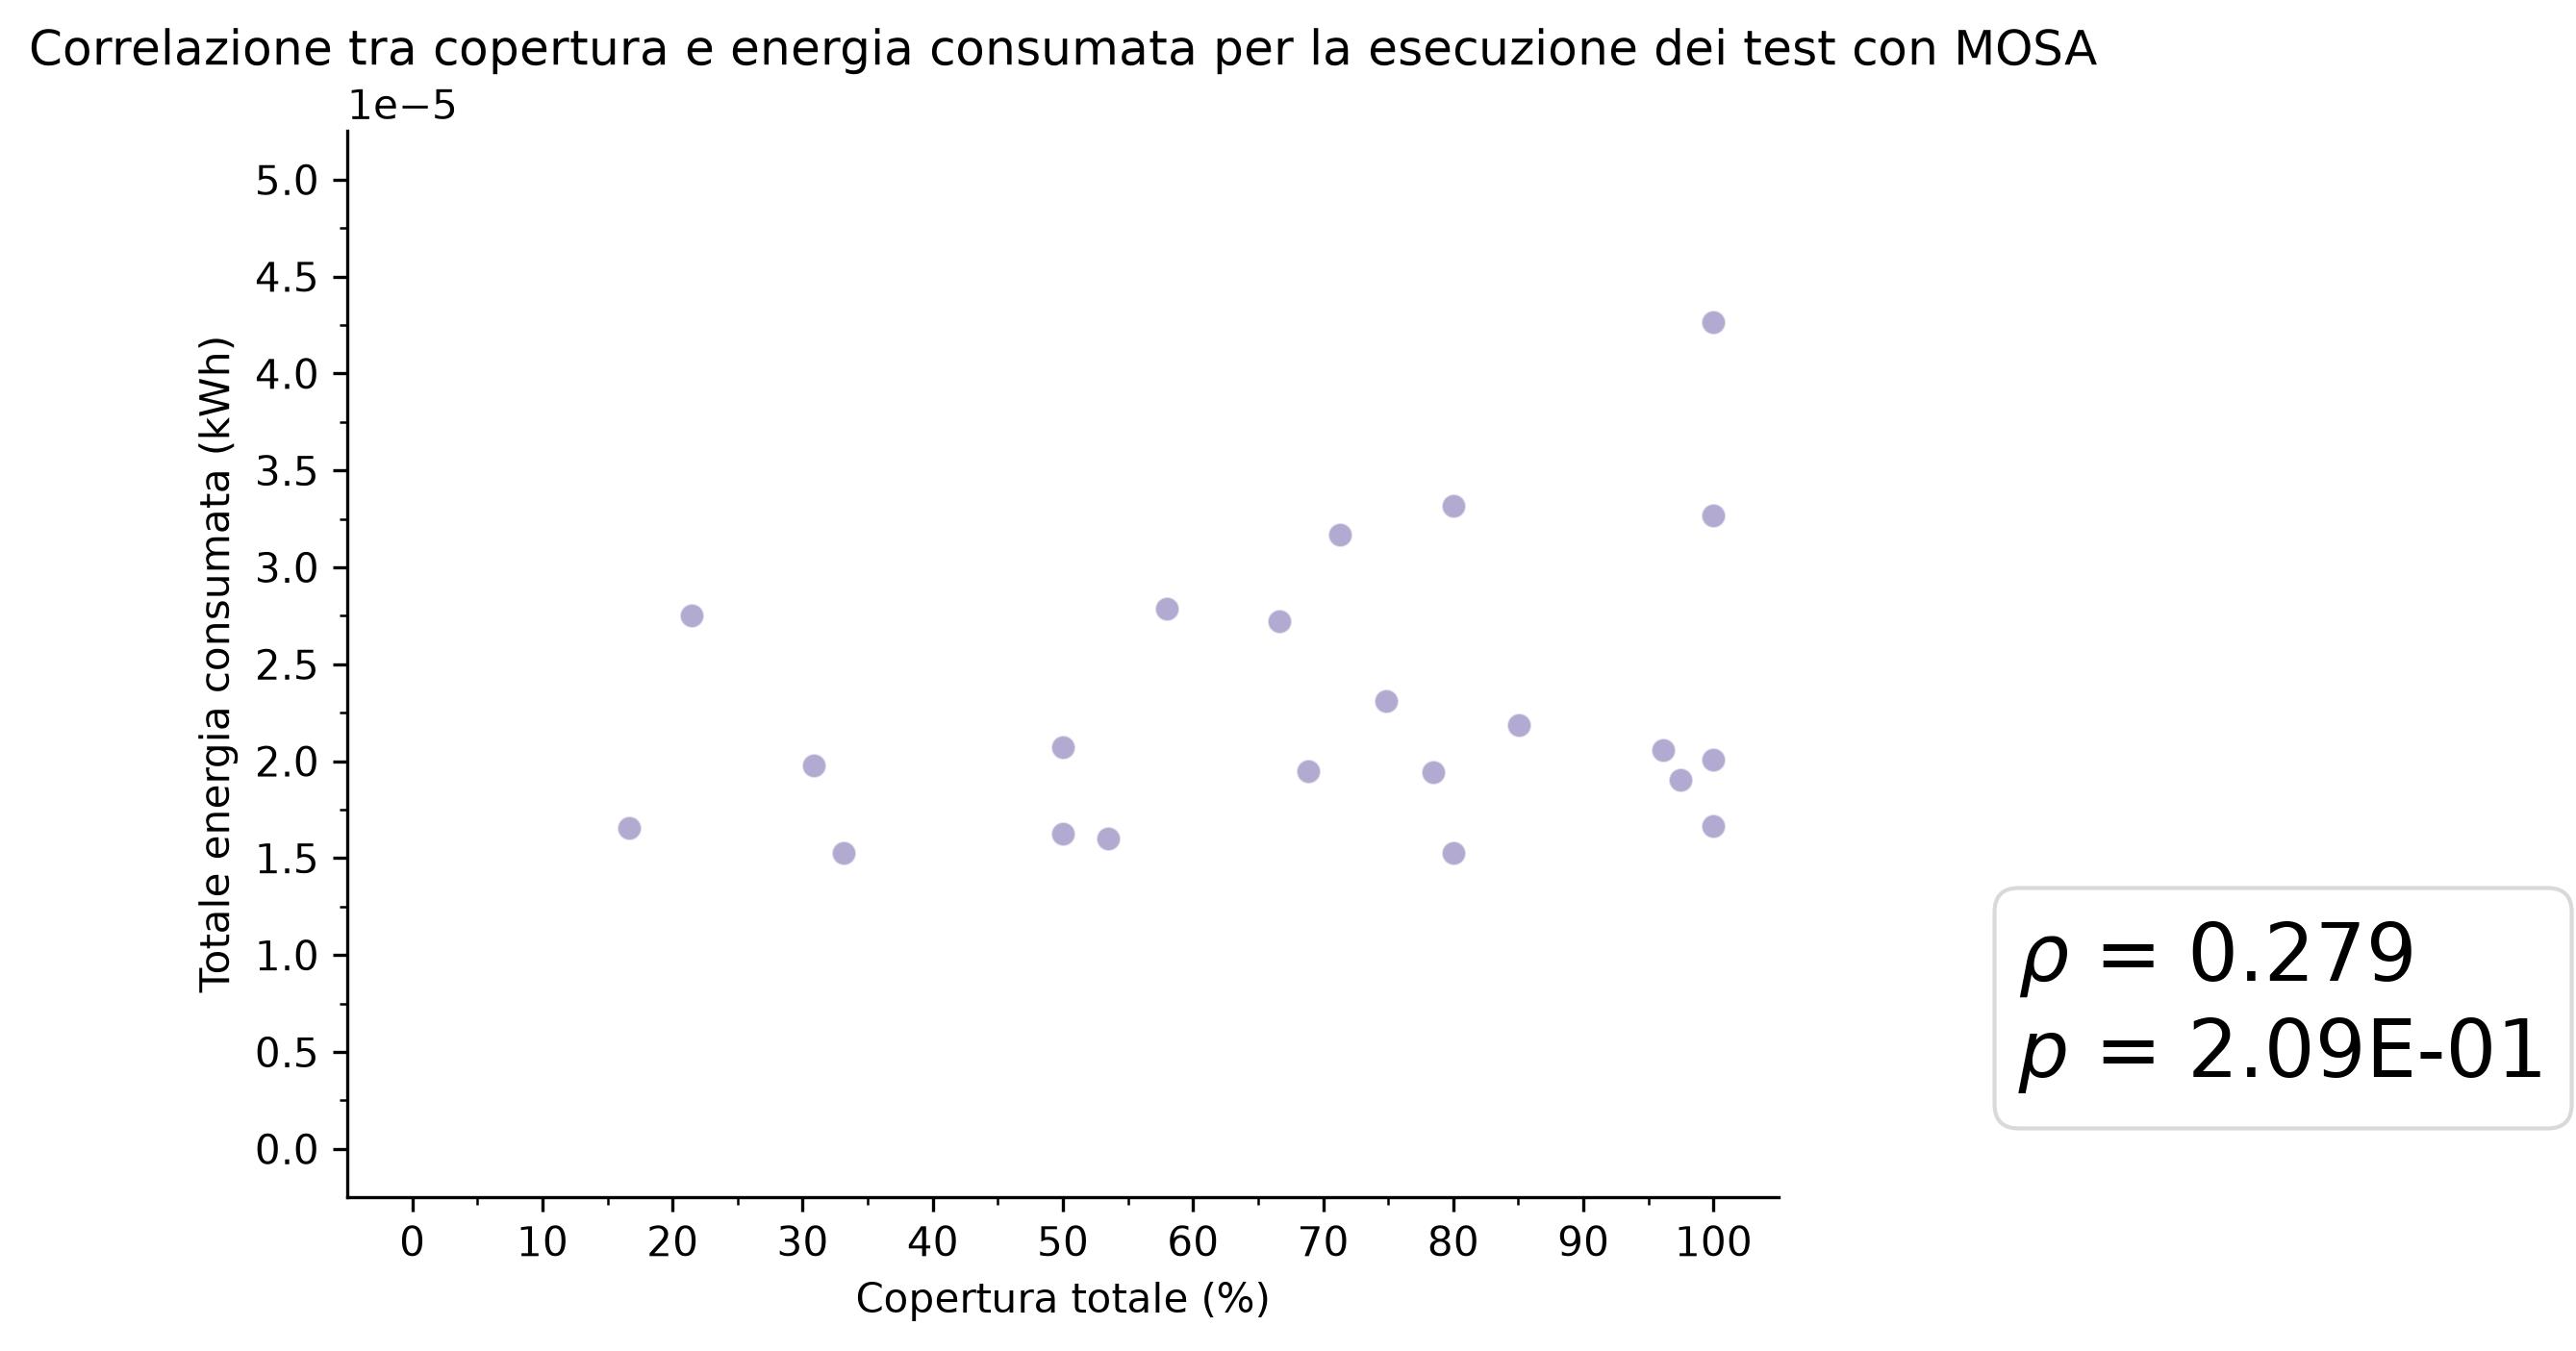 Correlazione tra copertura e energia consumata per la esecuzione dei test con MOSA
1e−5
5.0
4.5
4.0
3.5
3.0
2.5
2.0
1.5
1.0
0.5
0.0
Totale energia consumata (kWh)
0 10 20 30 40 50 60 70 80 90 100
Copertura totale (%)
ρ = 0.279
p = 2.09E-01